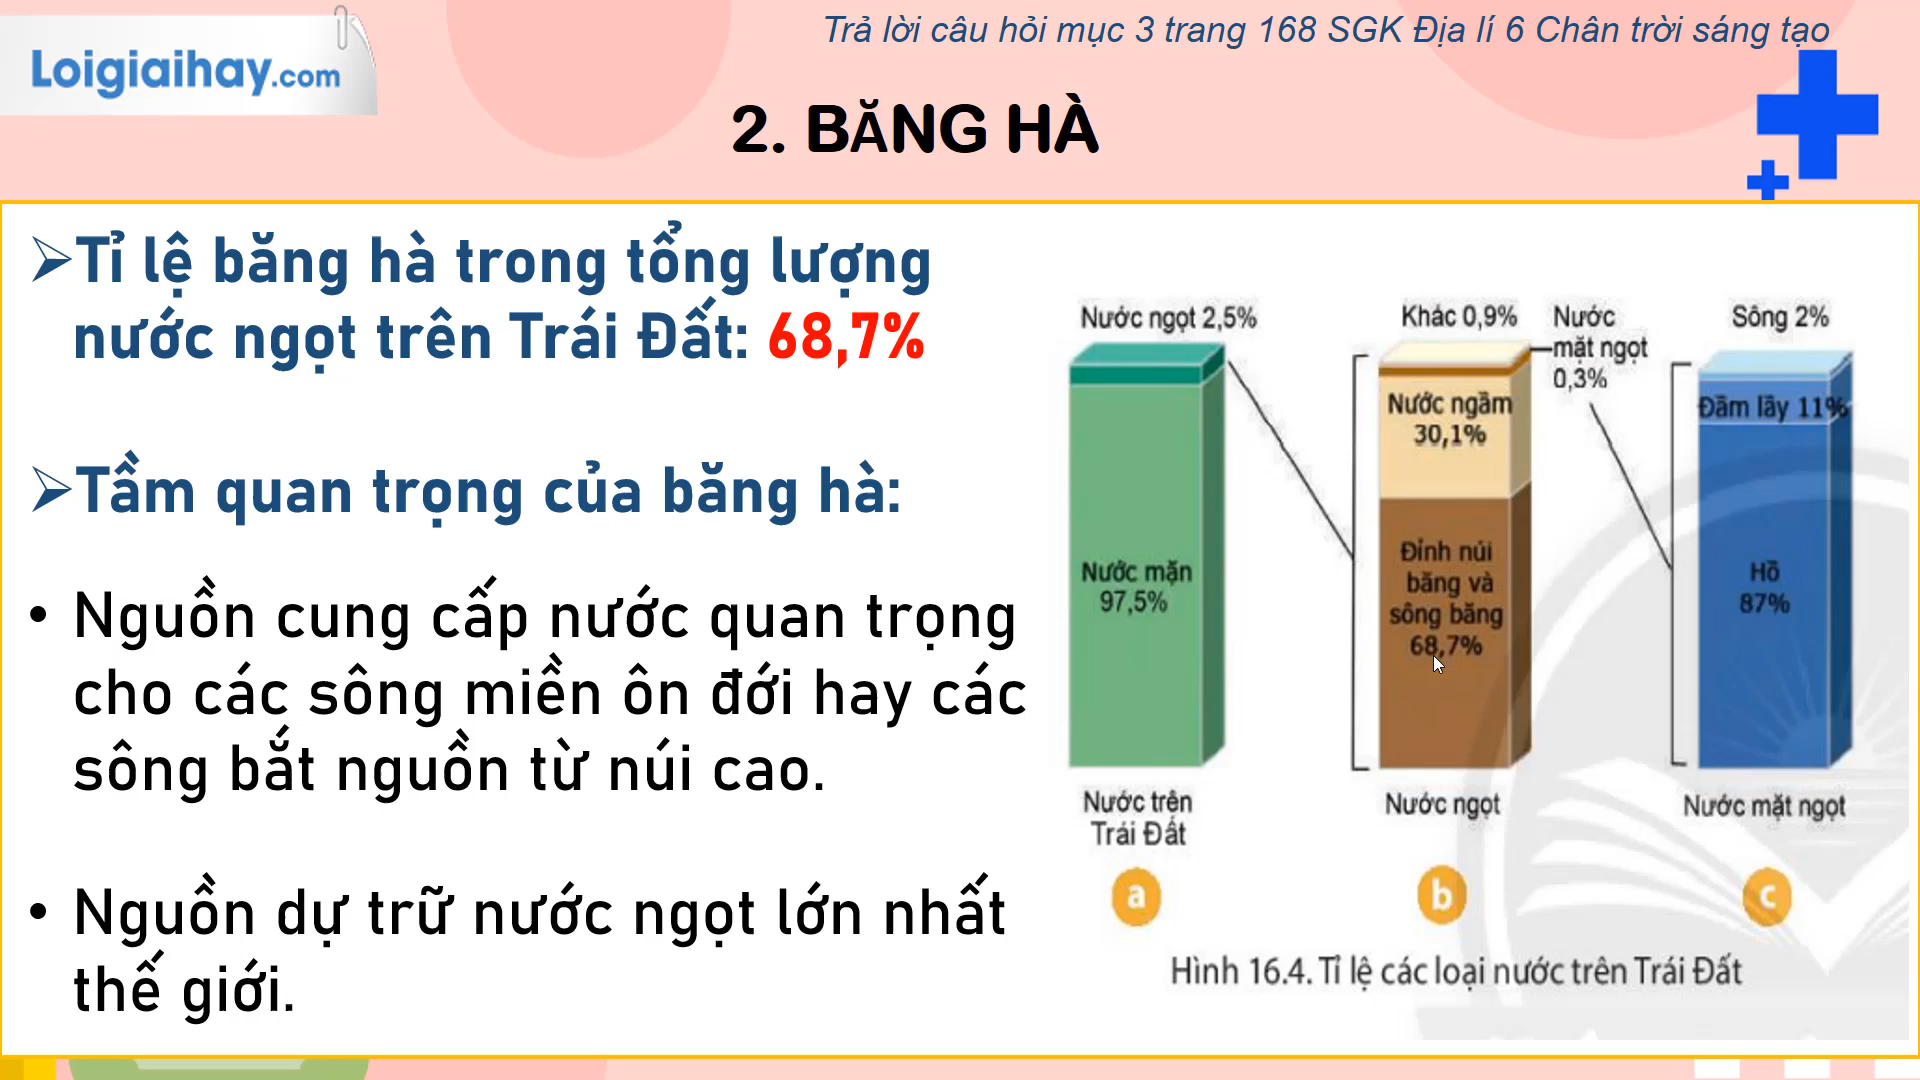 Loigiaihay.com
Trả lời câu hỏi mục 3 trang 168 SGK Địa lí 6 Chân trời sáng tạo
2. BĂNG HÀ
Tỉ lệ băng hà trong tổng lượng
nước ngọt trên Trái Đất: 68,7%
Tầm quan trọng của băng hà:
• Nguồn cung cấp nước quan trọng
cho các sông miền ôn đới hay các
sông bắt nguồn từ núi cao.
• Nguồn dự trữ nước ngọt lớn nhất
thế giới.
Nước ngọt 2,5%
Nước mặn
97,5%
Nước trên
Trái Đất
a
Khác 0,9%
Nước
mặt ngọt
0,3%
Nước ngầm
30,1%
Đỉnh núi
băng và
sông băng
68,7%
Nước ngọt
b
Sông 2%
Đầm lầy 11%
Hồ
87%
Nước mặt ngọt
c
Hình 16.4. Tỉ lệ các loại nước trên Trái Đất